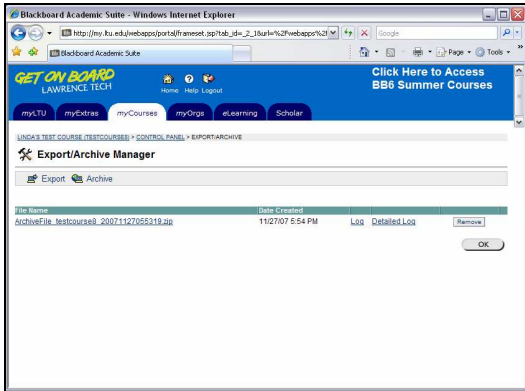 Blackboard Academic Suite - Windows Internet Explorer
http://my.ltu.edu/webapps/portal/frameset.jsp?tab_id=_2_1&url=%2Fwebapps%2f
Google
Blackboard Academic Suite
Page Tools
GET ON BOARD
LAWRENCE TECH
Home Help Logout
Click Here to Access
BB6 Summer Courses
myLTU myExtras myCourses myOrgs eLearning Scholar
LINDA'S TEST COURSE (TESTCOURSE8) > CONTROL PANEL > EXPORT/ARCHIVE
Export/Archive Manager
Export Archive
File Name Date Created
ArchiveFile_testcourse8_20071127055319.zip 11/27/07 5:54 PM Log Detailed Log Remove
OK